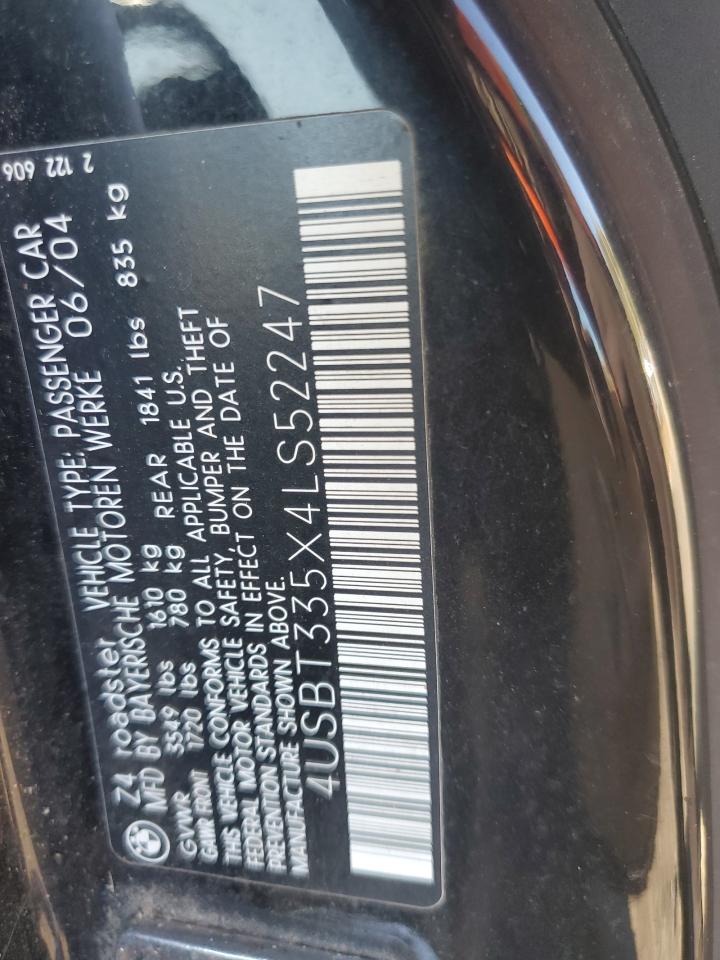 Z4 roadster VEHICLE TYPE: PASSENGER CAR
MFD BY BAYERISCHE MOTOREN WERKE 06/04
GVWR 3549 lbs 1610 kg
GAWR FRONT 1720 lbs 780 kg REAR 1841 lbs 835 kg
THIS VEHICLE CONFORMS TO ALL APPLICABLE U.S.
FEDERAL MOTOR VEHICLE SAFETY, BUMPER AND THEFT
PREVENTION STANDARDS IN EFFECT ON THE DATE OF
MANUFACTURE SHOWN ABOVE.
4USBT335X4LS52247
2 122 606